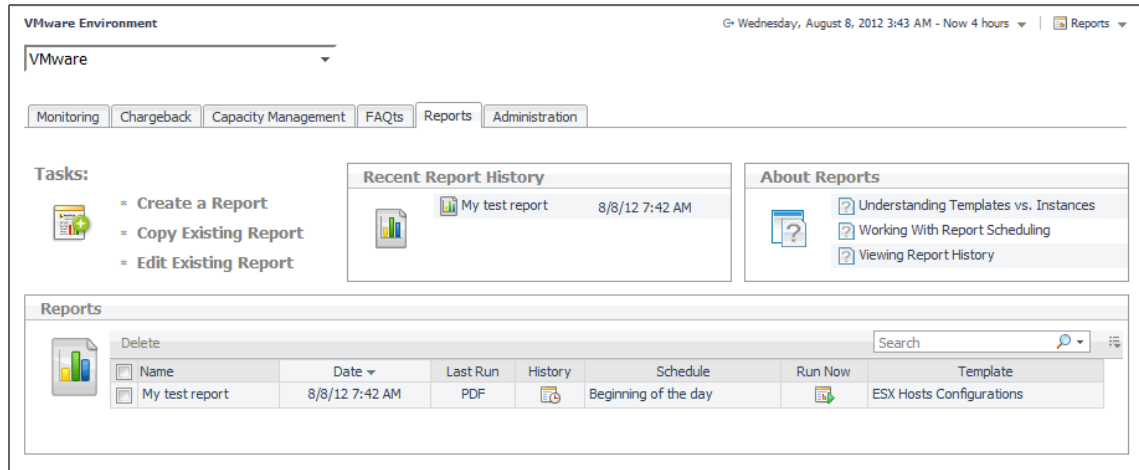 VMware Environment
Wednesday, August 8, 2012 3:43 AM - Now 4 hours
Reports
VMware
Monitoring Chargeback Capacity Management FAQts Reports Administration
Tasks:
Create a Report
Copy Existing Report
Edit Existing Report
Recent Report History
My test report 8/8/12 7:42 AM
About Reports
Understanding Templates vs. Instances
Working With Report Scheduling
Viewing Report History
Reports
Delete
Search
Name Date Last Run History Schedule Run Now Template
My test report 8/8/12 7:42 AM PDF Beginning of the day ESX Hosts Configurations